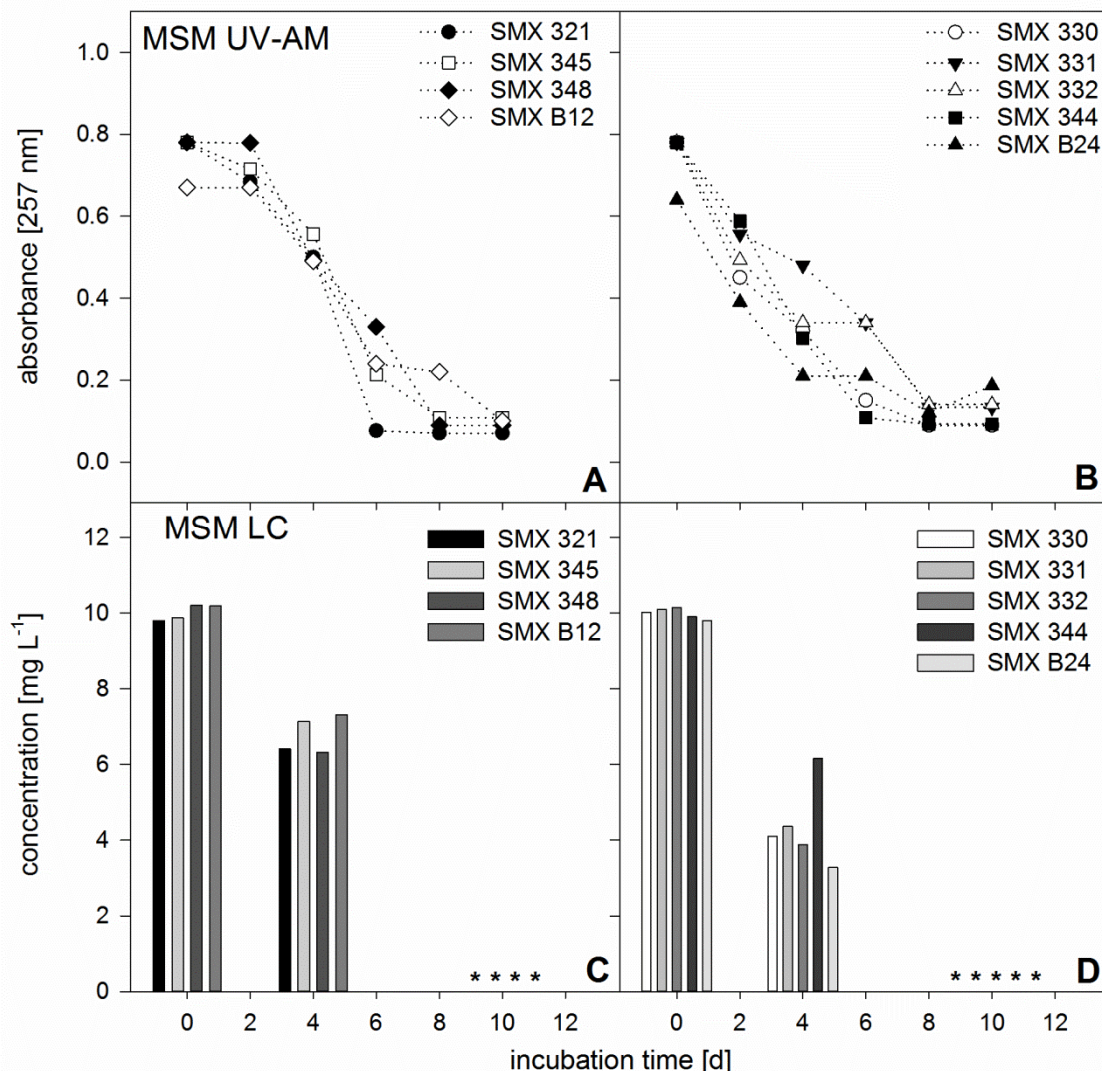 MSM UV-AM
SMX 321
SMX 345
SMX 348
SMX B12
SMX 330
SMX 331
SMX 332
SMX 344
SMX B24
1.0
0.8
0.6
0.4
0.2
0.0
absorbance [257 nm]
A
B
MSM LC
SMX 321
SMX 345
SMX 348
SMX B12
SMX 330
SMX 331
SMX 332
SMX 344
SMX B24
12
10
8
6
4
2
0
concentration [mg L⁻¹]
* * * *
C
* * * * *
D
0 2 4 6 8 10 12
0 2 4 6 8 10 12
incubation time [d]